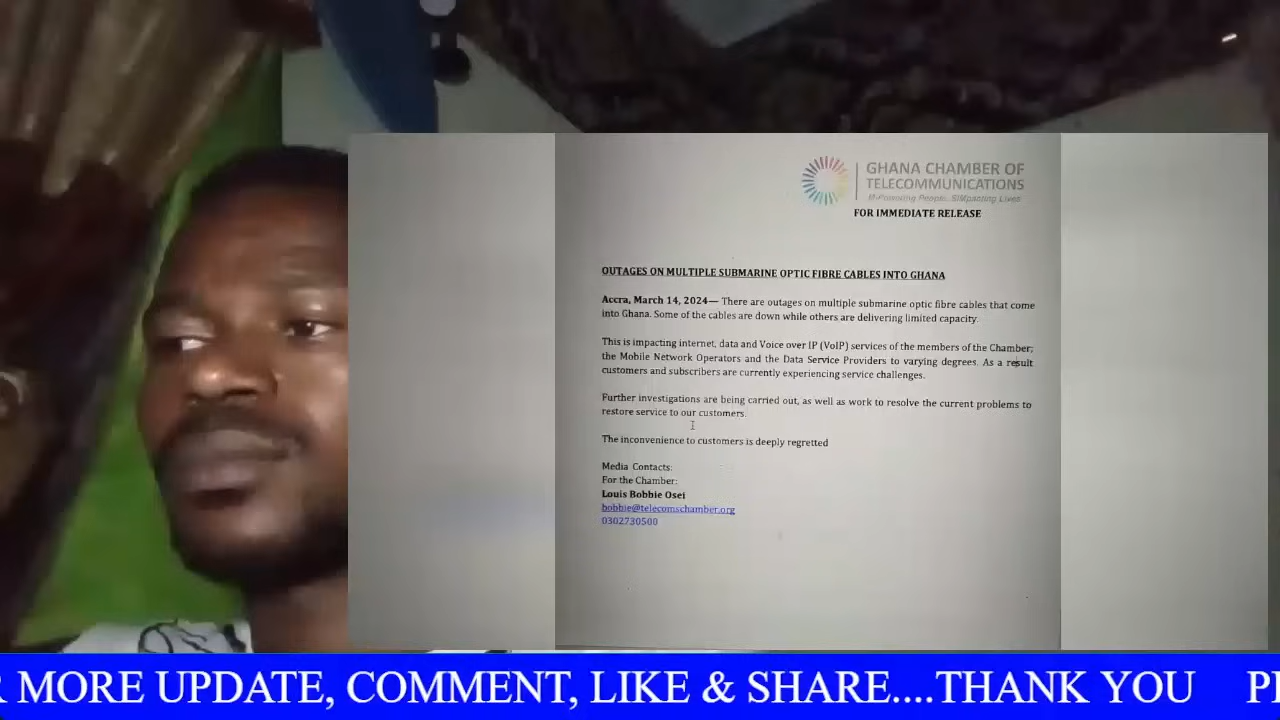 GHANA CHAMBER OF
TELECOMMUNICATIONS
M-Powering People, SIMpacting Lives
FOR IMMEDIATE RELEASE
OUTAGES ON MULTIPLE SUBMARINE OPTIC FIBRE CABLES INTO GHANA
Accra, March 14, 2024— There are outages on multiple submarine optic fibre cables that come
into Ghana. Some of the cables are down while others are delivering limited capacity.
This is impacting internet, data and Voice over IP (VoIP) services of the members of the Chamber;
the Mobile Network Operators and the Data Service Providers to varying degrees. As a result
customers and subscribers are currently experiencing service challenges.
Further investigations are being carried out, as well as work to resolve the current problems to
restore service to our customers.
The inconvenience to customers is deeply regretted
Media Contacts:
For the Chamber:
Louis Bobbie Osei
bobbie@telecomschamber.org
0302730500
MORE UPDATE, COMMENT, LIKE & SHARE....THANK YOU